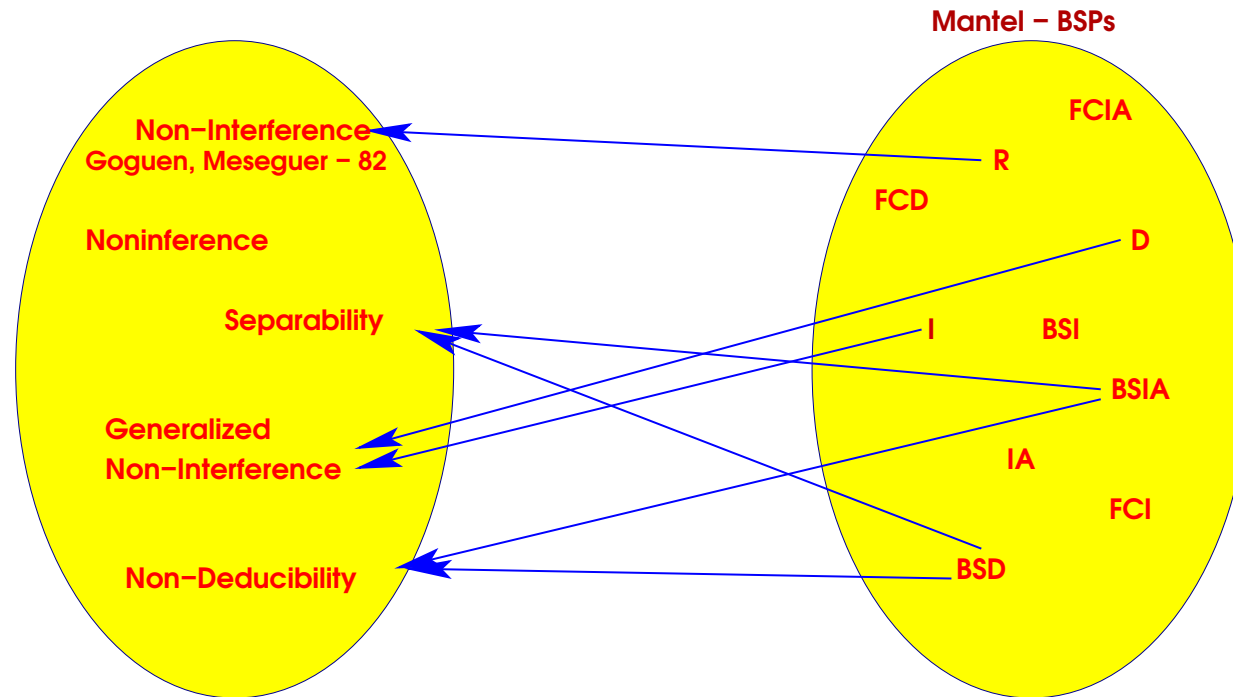 Mantel – BSPs
Non–Interference
Goguen, Meseguer – 82
Noninference
Separability
Generalized
Non–Interference
Non–Deducibility
FCIA
R
FCD
D
I
BSI
BSIA
IA
FCI
BSD